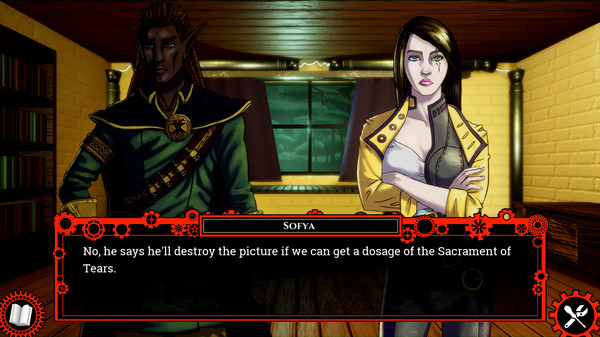 Sofya
No, he says he'll destroy the picture if we can get a dosage of the Sacrament of
Tears.